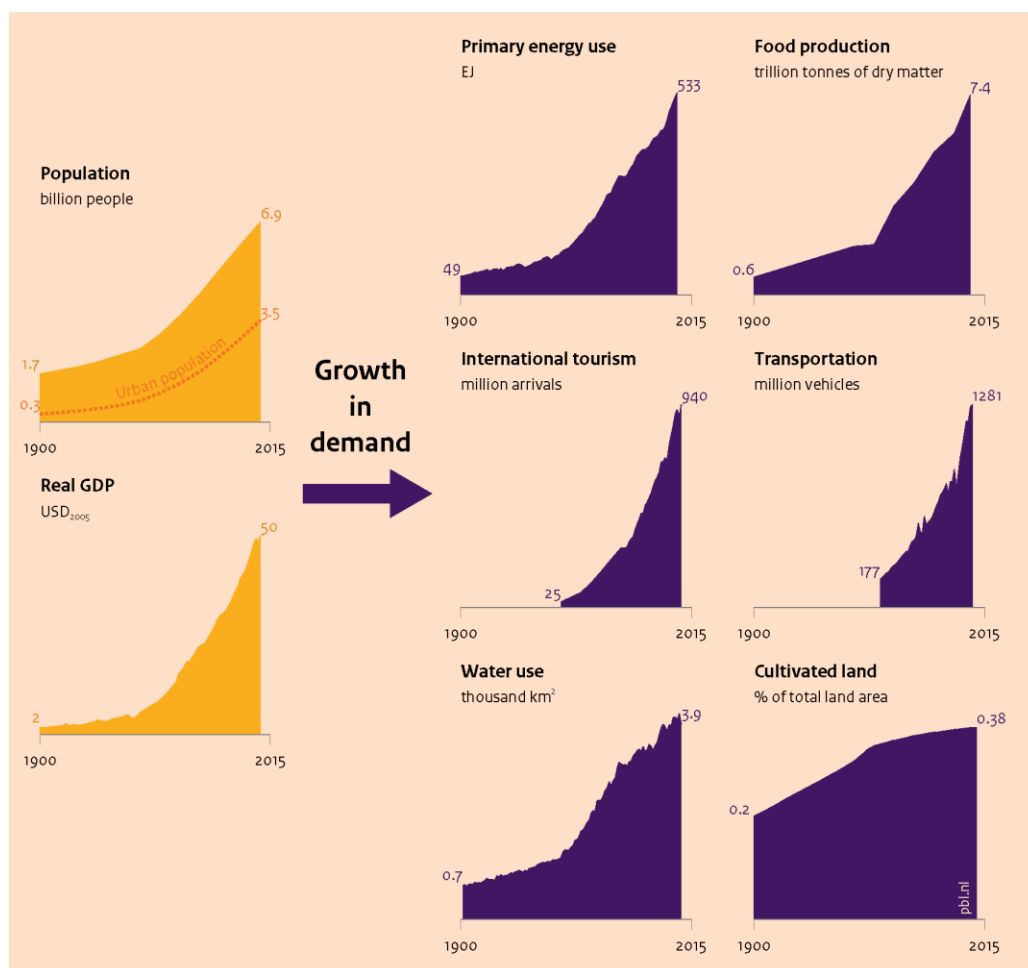 Population
billion people
6.9
3.5
1.7
Urban population
0.3
1900
2015
Real GDP
USD2005
50
2
1900
2015
Growth
in
demand
Primary energy use
EJ
533
49
1900
2015
Food production
trillion tonnes of dry matter
7.4
0.6
1900
2015
International tourism
million arrivals
940
25
1900
2015
Transportation
million vehicles
1281
177
1900
2015
Water use
thousand km²
3.9
0.7
1900
2015
Cultivated land
% of total land area
0.38
0.2
pbl.nl
1900
2015